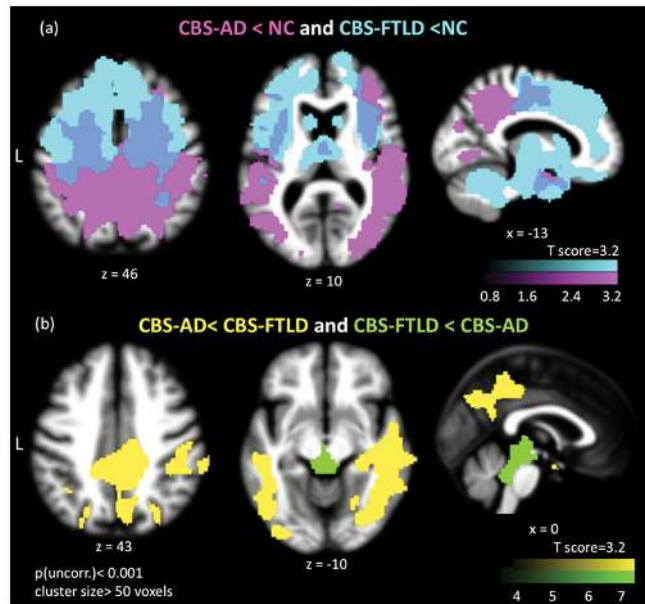 (a)
CBS-AD < NC and CBS-FTLD <NC
L
z = 46
z = 10
x = -13
T score=3.2
0.8 1.6 2.4 3.2
(b)
CBS-AD< CBS-FTLD and CBS-FTLD < CBS-AD
L
z = 43
z = -10
x = 0
p(uncorr.)< 0.001
cluster size> 50 voxels
T score=3.2
4 5 6 7